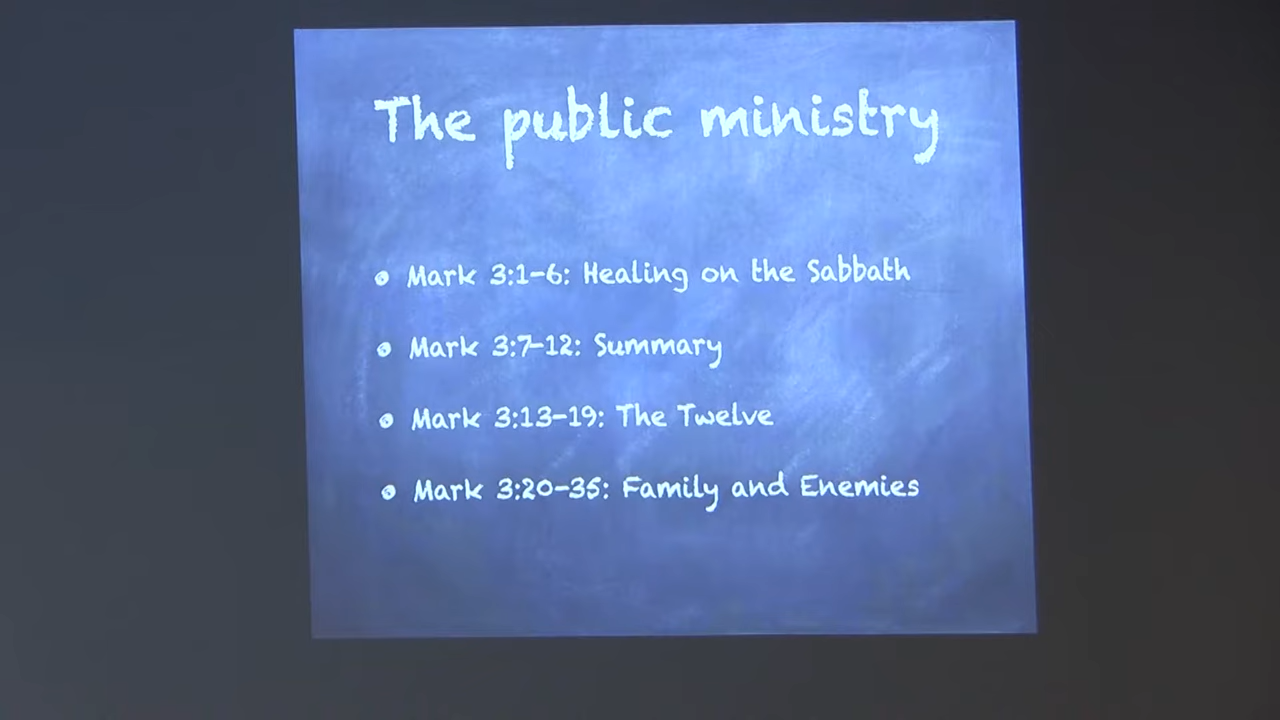 The public ministry
• Mark 3:1-6: Healing on the Sabbath
• Mark 3:7-12: Summary
• Mark 3:13-19: The Twelve
• Mark 3:20-35: Family and Enemies